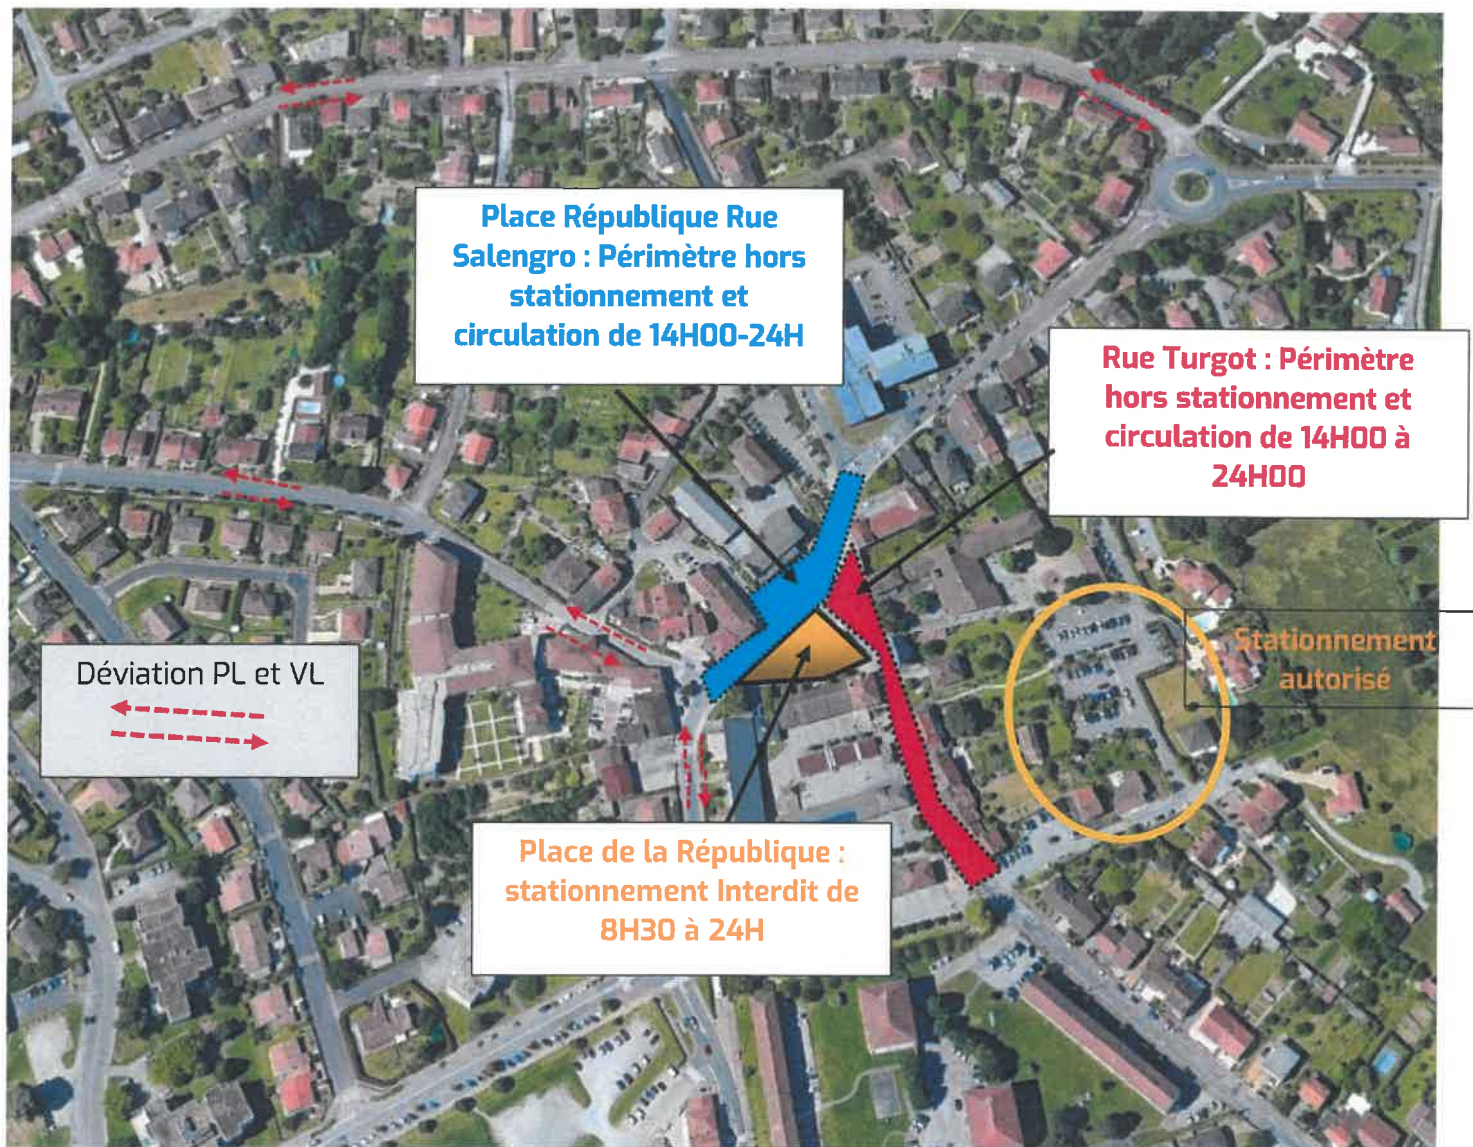 Place République Rue
Salengro : Périmètre hors
stationnement et
circulation de 14H00-24H
Rue Turgot : Périmètre
hors stationnement et
circulation de 14H00 à
24H00
Stationnement
autorisé
Déviation PL et VL
Place de la République :
stationnement Interdit de
8H30 à 24H